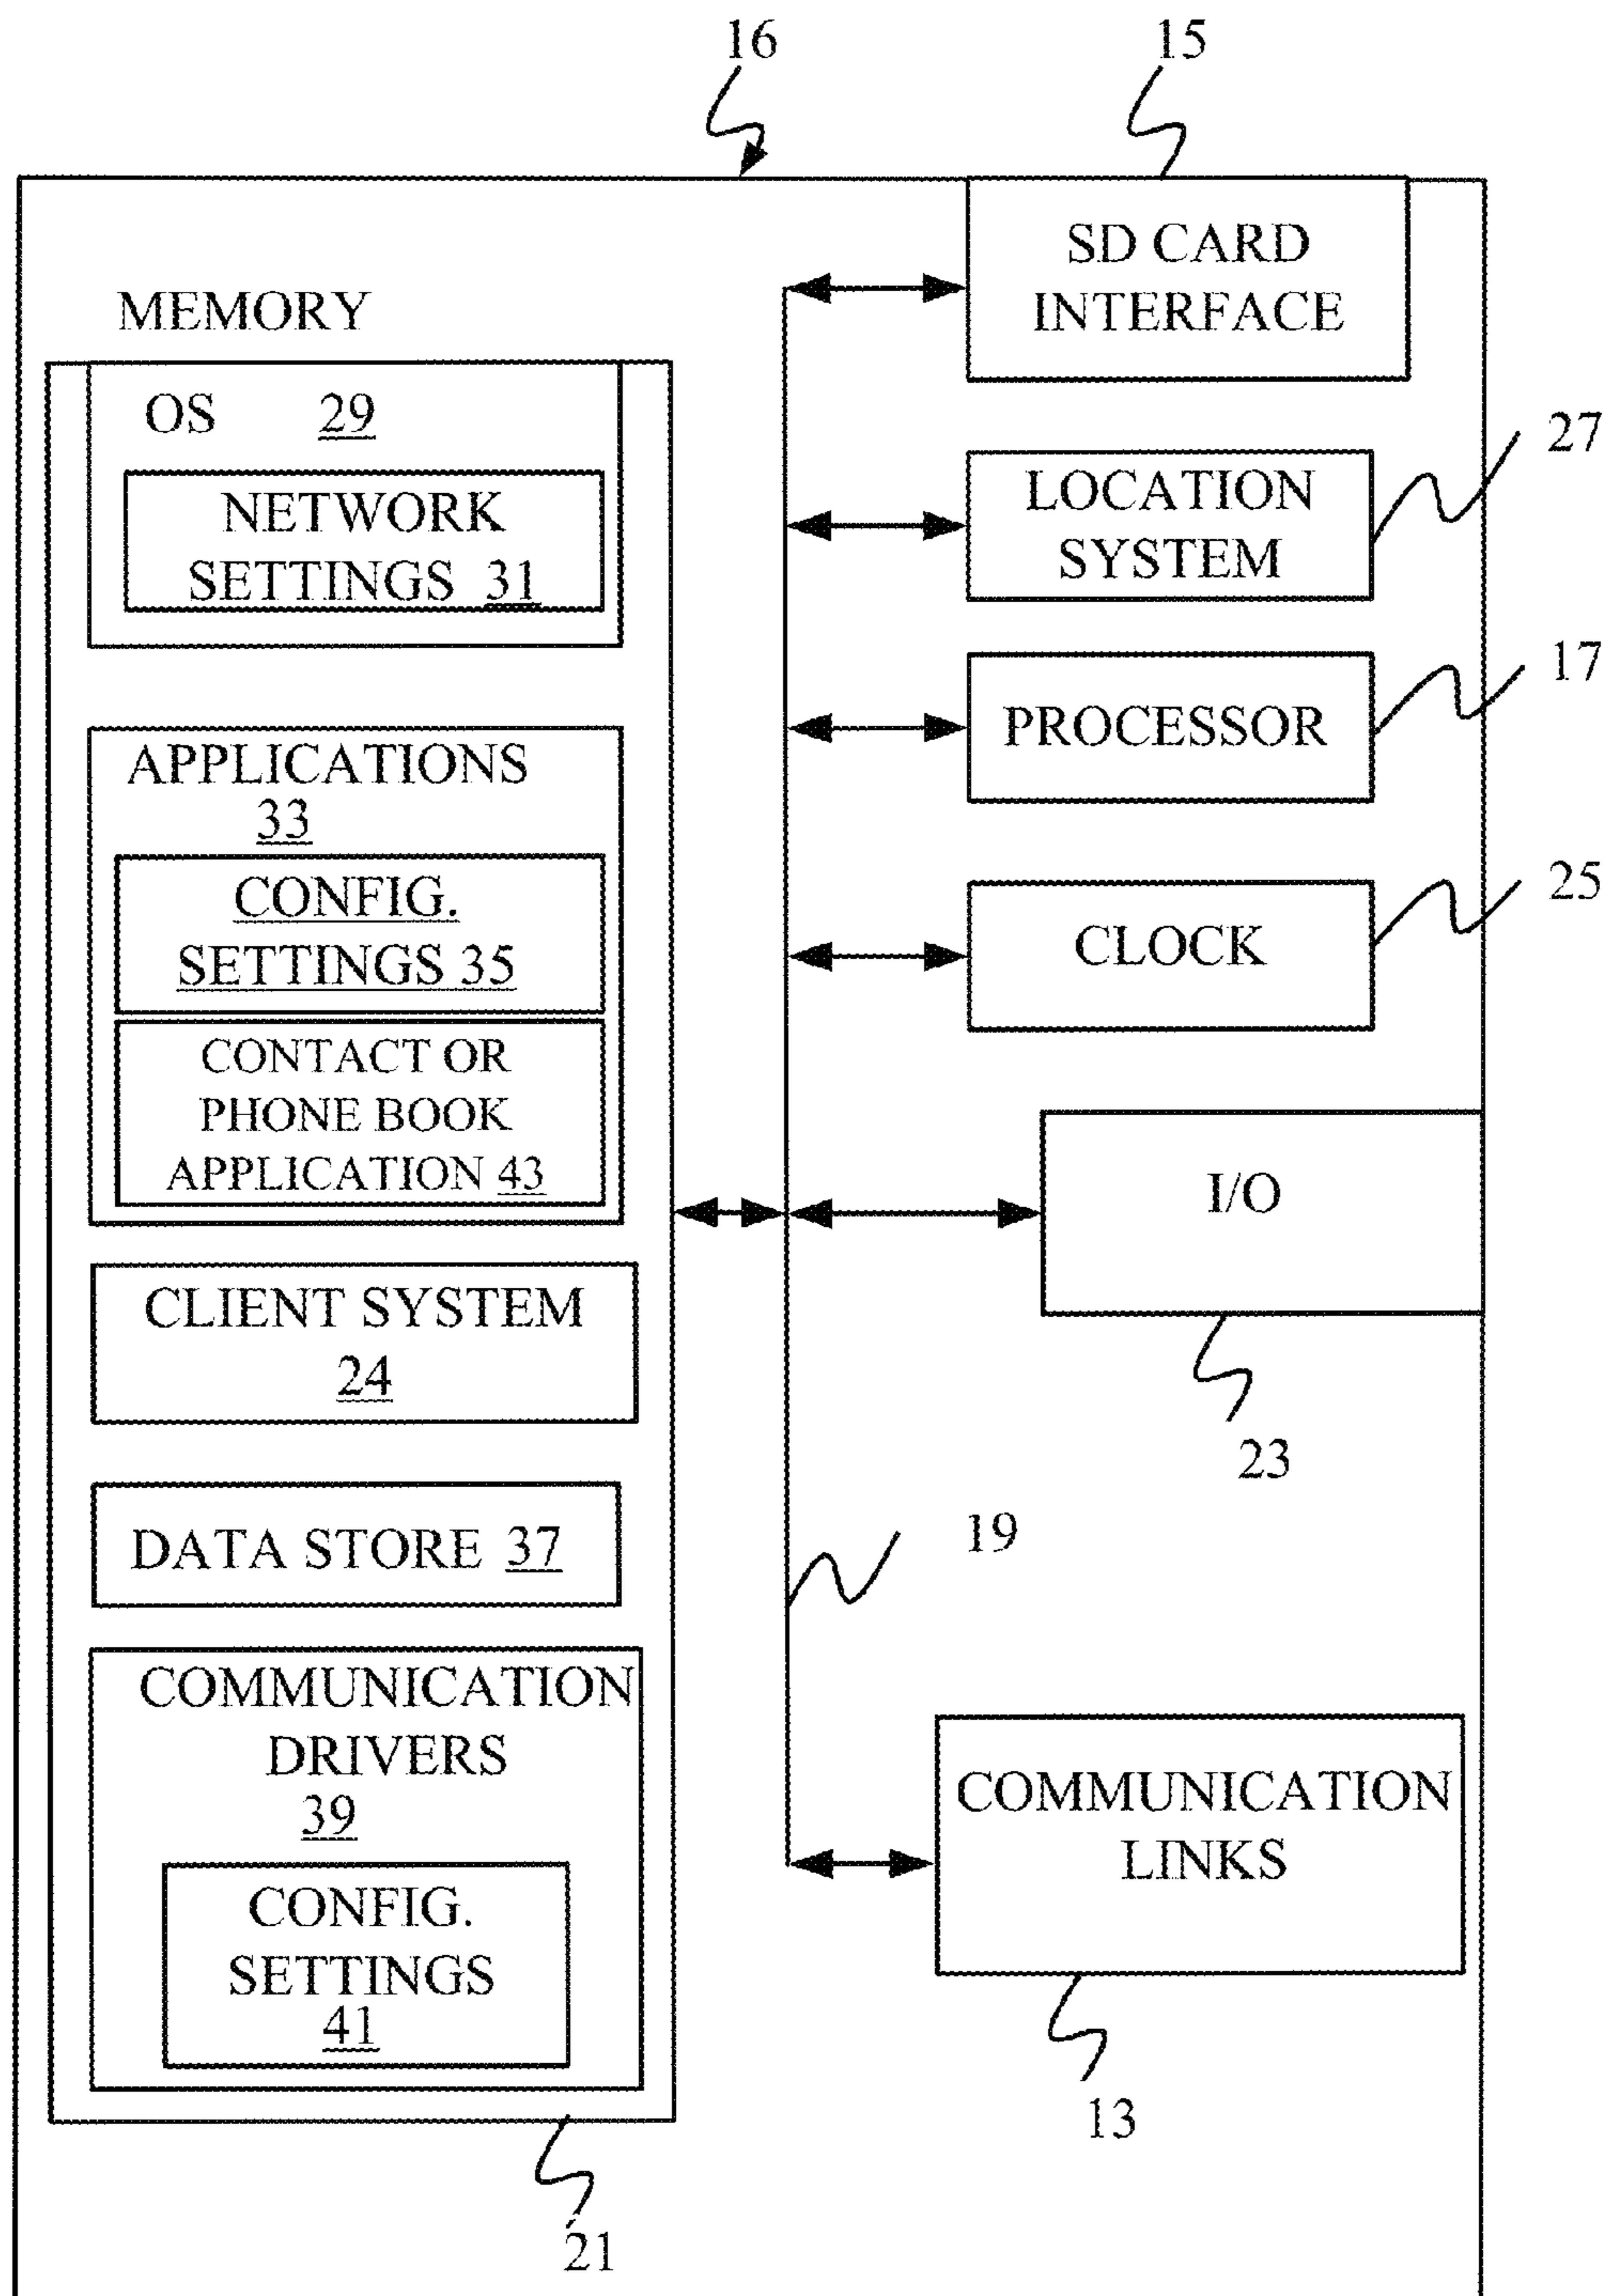 16
15
SD CARD
INTERFACE
MEMORY
OS 29
NETWORK
SETTINGS 31
27
LOCATION
SYSTEM
17
PROCESSOR
APPLICATIONS
33
CONFIG.
SETTINGS 35
25
CLOCK
CONTACT OR
PHONE BOOK
APPLICATION 43
I/O
CLIENT SYSTEM
24
23
19
DATA STORE 37
COMMUNICATION
DRIVERS
39
CONFIG.
SETTINGS
41
COMMUNICATION
LINKS
13
21